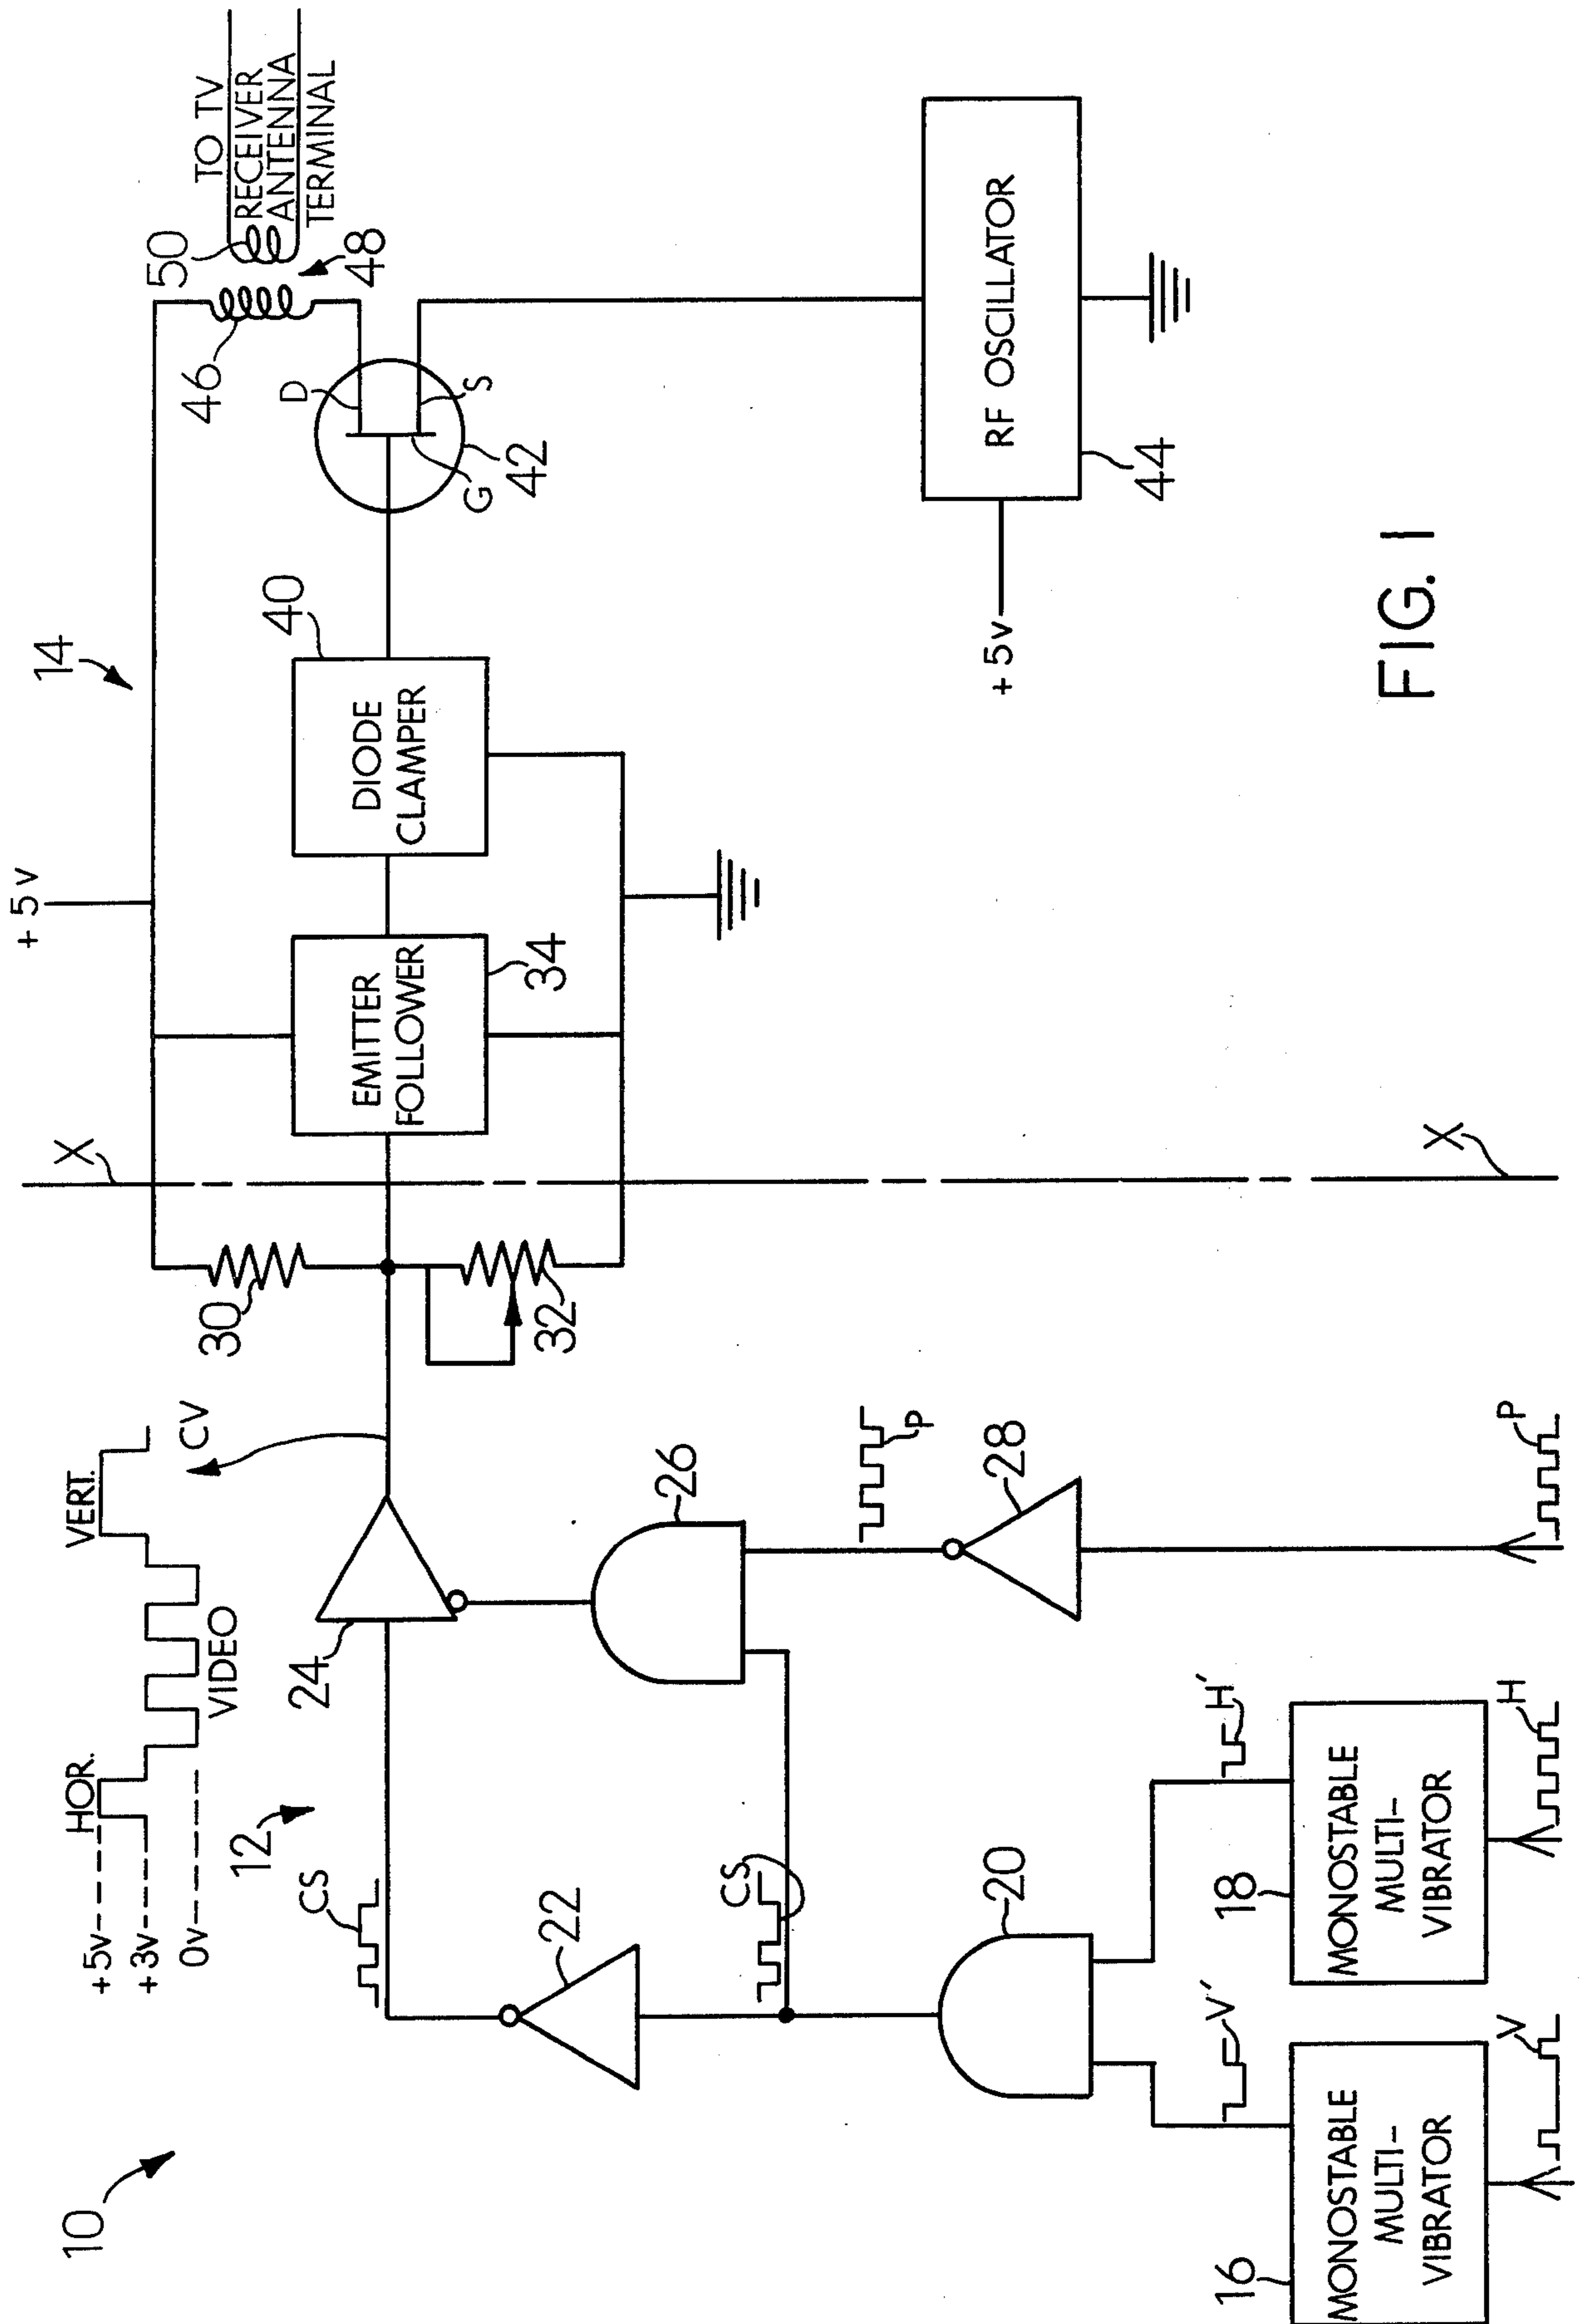 10
12
14
+5v
+3v
0v
HOR.
VIDEO
VERT.
CV
CS
22
24
CS
20
26
P
28
16
MONOSTABLE
MULTI-
VIBRATOR
V'
V
18
MONOSTABLE
MULTI-
VIBRATOR
H'
H
P
30
32
X
X
+5v
EMITTER
FOLLOWER
34
DIODE
CLAMPER
40
D
S
G
42
46
48
50
TO TV
RECEIVER
ANTENNA
TERMINAL
+5v
RF OSCILLATOR
44
FIG. 1